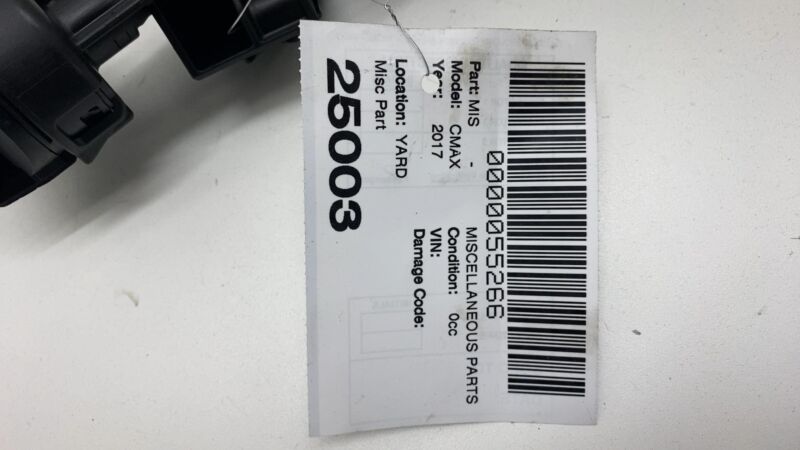 0000055266
Part: MIS - MISCELLANEOUS PARTS
Model: CMAX Condition: 0cc
Year: 2017 VIN:
Damage Code:
Location: YARD
Misc Part
25003